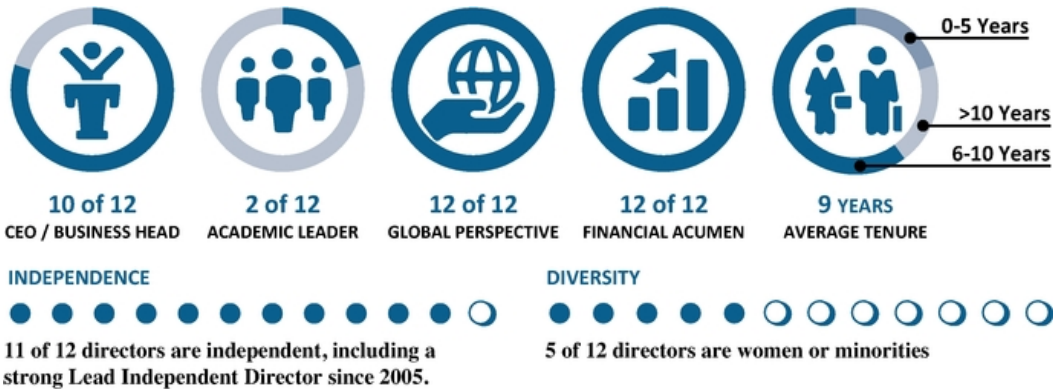 0-5 Years
>10 Years
6-10 Years
10 of 12
CEO / BUSINESS HEAD
2 of 12
ACADEMIC LEADER
12 of 12
GLOBAL PERSPECTIVE
12 of 12
FINANCIAL ACUMEN
9 YEARS
AVERAGE TENURE
INDEPENDENCE
11 of 12 directors are independent, including a
strong Lead Independent Director since 2005.
DIVERSITY
5 of 12 directors are women or minorities